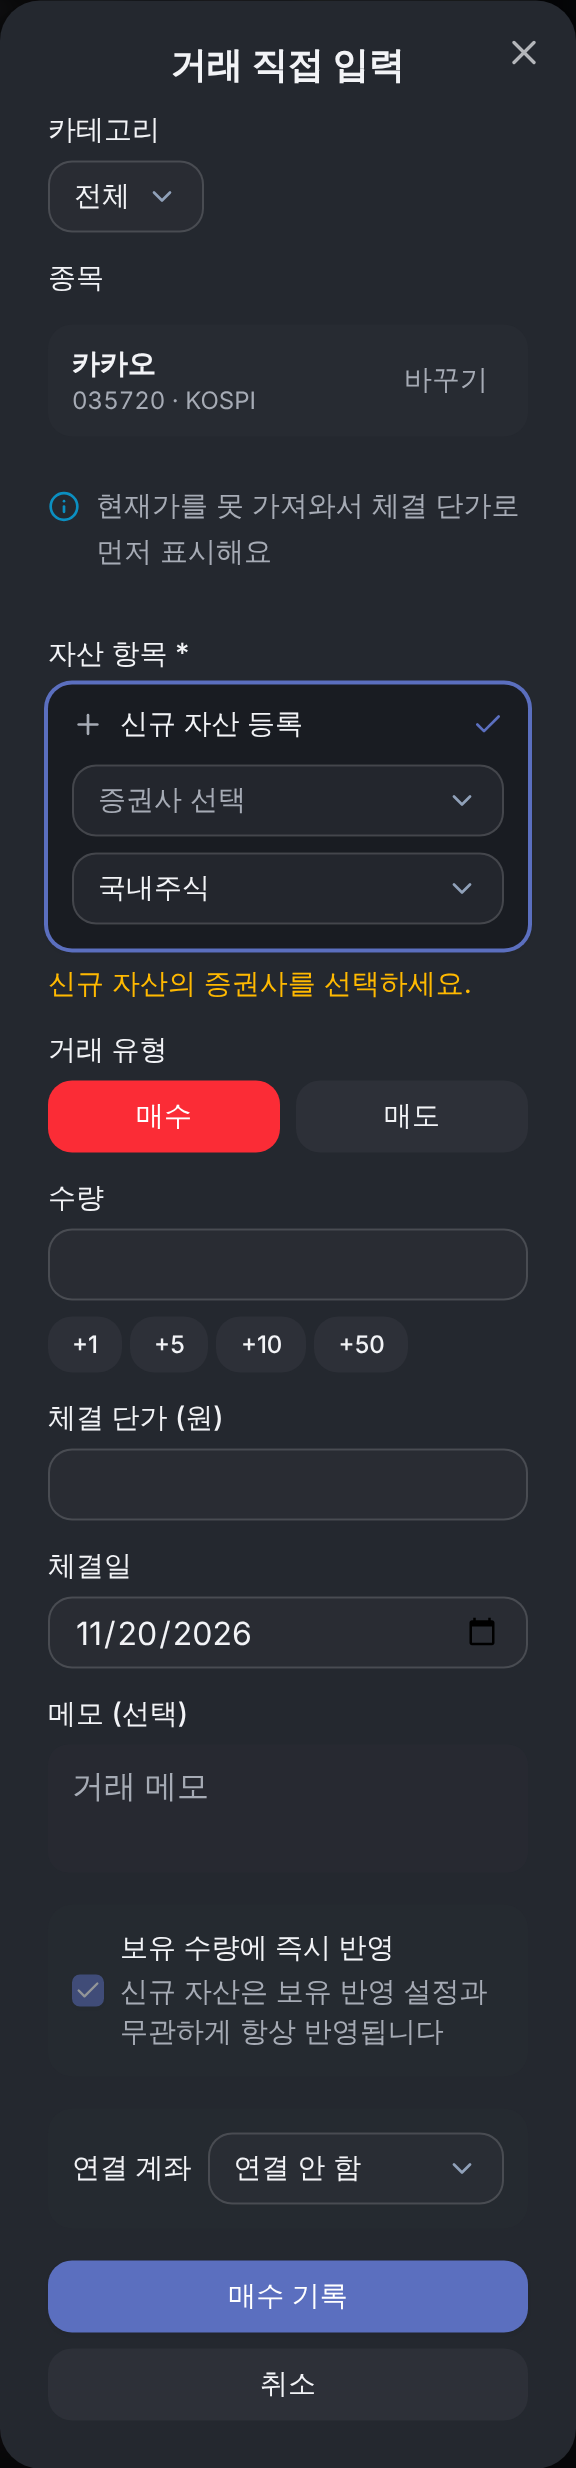 거래 직접 입력
카테고리
전체
종목
카카오
035720 · KOSPI
바꾸기
현재가를 못 가져와서 체결 단가로
먼저 표시해요
자산 항목 *
신규 자산 등록
증권사 선택
국내주식
신규 자산의 증권사를 선택하세요.
거래 유형
매수
매도
수량
+1
+5
+10
+50
체결 단가 (원)
체결일
11/20/2026
메모 (선택)
거래 메모
보유 수량에 즉시 반영
신규 자산은 보유 반영 설정과
무관하게 항상 반영됩니다
연결 계좌
연결 안 함
매수 기록
취소